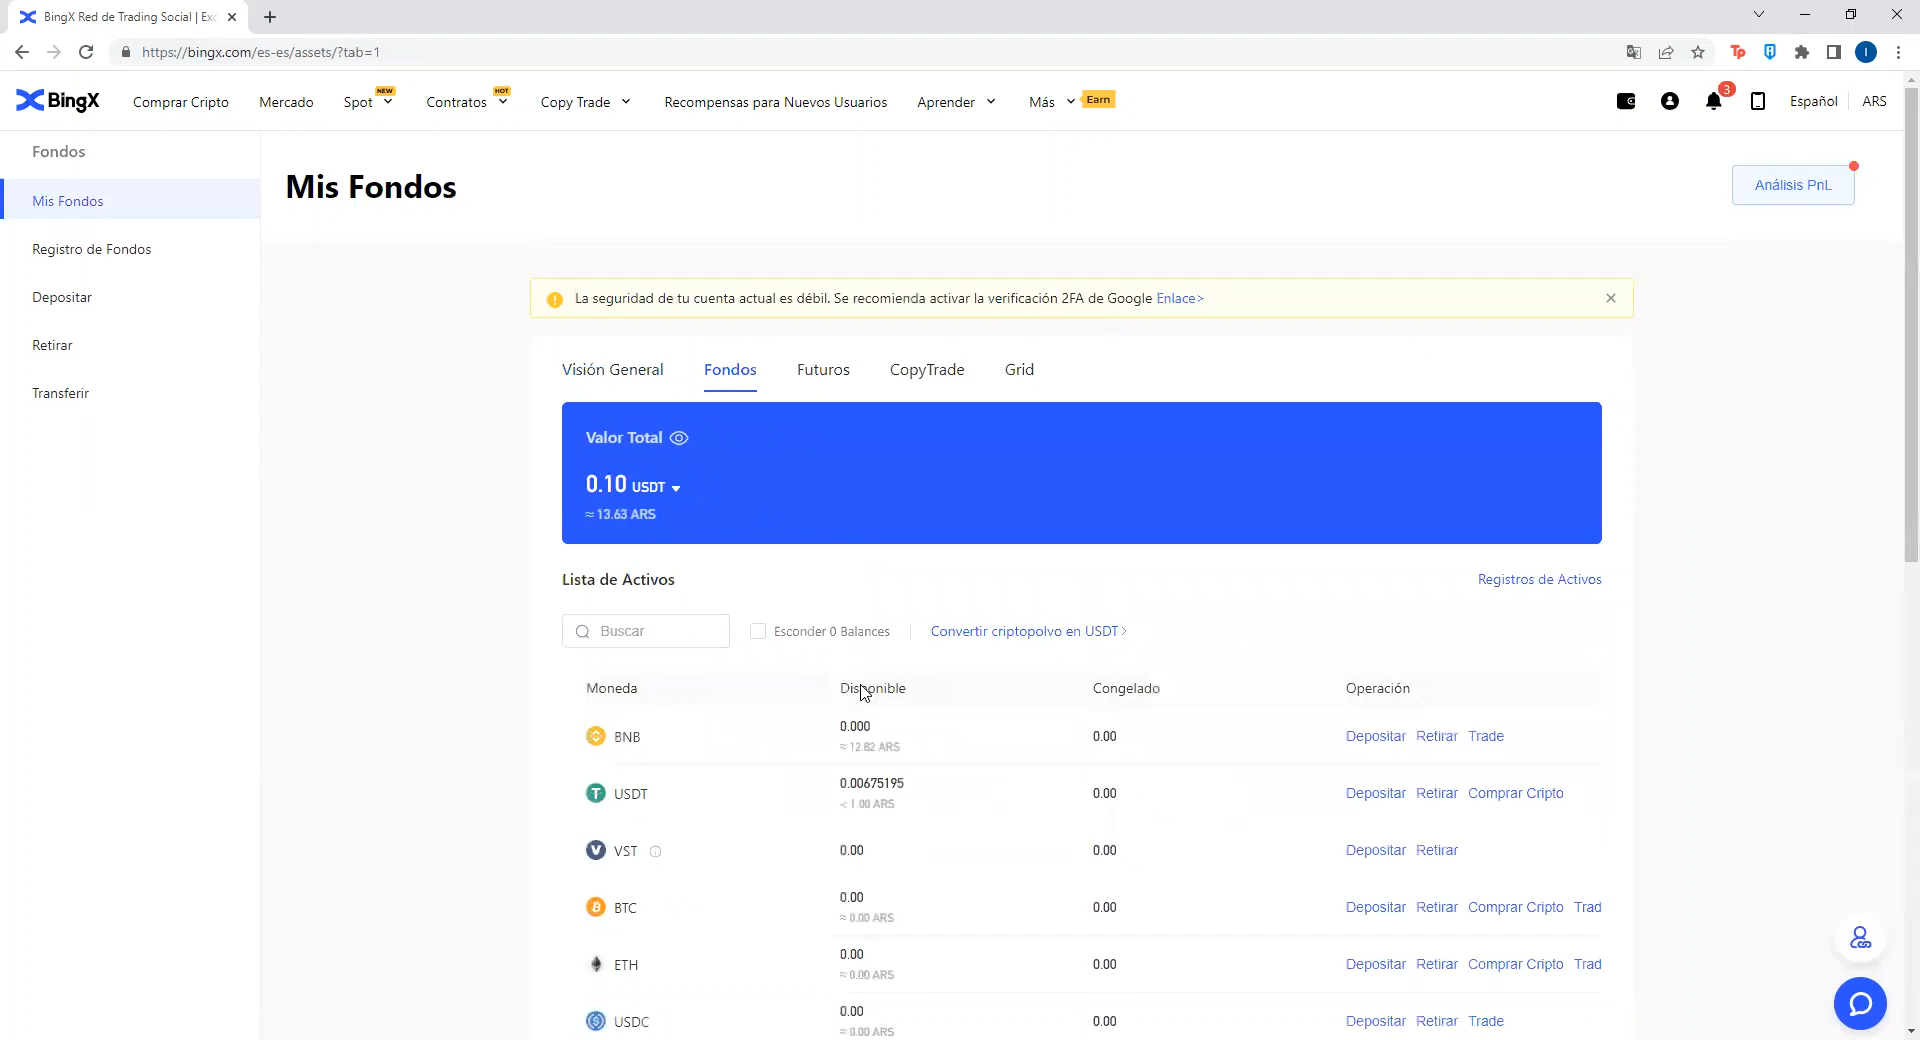 BingX Red de Trading Social | Exc
https://bingx.com/es-es/assets/?tab=1
Tp
I
BingX
Comprar Cripto
Mercado
Spot
NEW
Contratos
HOT
Copy Trade
Recompensas para Nuevos Usuarios
Aprender
Más
Earn
3
Español
ARS
Fondos
Mis Fondos
Registro de Fondos
Depositar
Retirar
Transferir
Mis Fondos
Análisis PnL
La seguridad de tu cuenta actual es débil. Se recomienda activar la verificación 2FA de Google Enlace>
Visión General
Fondos
Futuros
CopyTrade
Grid
Valor Total
0.10 USDT
≈ 13.63 ARS
Lista de Activos
Registros de Activos
Buscar
Esconder 0 Balances
Convertir criptopolvo en USDT>
Moneda Disponible Congelado Operación
BNB 0.000 0.00 Depositar Retirar Trade
≈ 12.82 ARS
USDT 0.00675195 0.00 Depositar Retirar Comprar Cripto
< 1.00 ARS
VST 0.00 0.00 Depositar Retirar
BTC 0.00 0.00 Depositar Retirar Comprar Cripto Trad
≈ 0.00 ARS
ETH 0.00 0.00 Depositar Retirar Comprar Cripto Trad
≈ 0.00 ARS
USDC 0.00 0.00 Depositar Retirar Trade
≈ 0.00 ARS